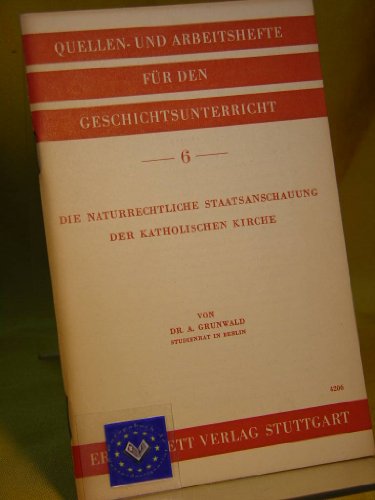 QUELLEN- UND ARBEITSHEFTE
FÜR DEN
GESCHICHTSUNTERRICHT
— 6 —
DIE NATURRECHTLICHE STAATSANSCHAUUNG
DER KATHOLISCHEN KIRCHE
VON
DR. A. GRUNWALD
STUDIENRAT IN BERLIN
4206
VERLAG STUTTGART